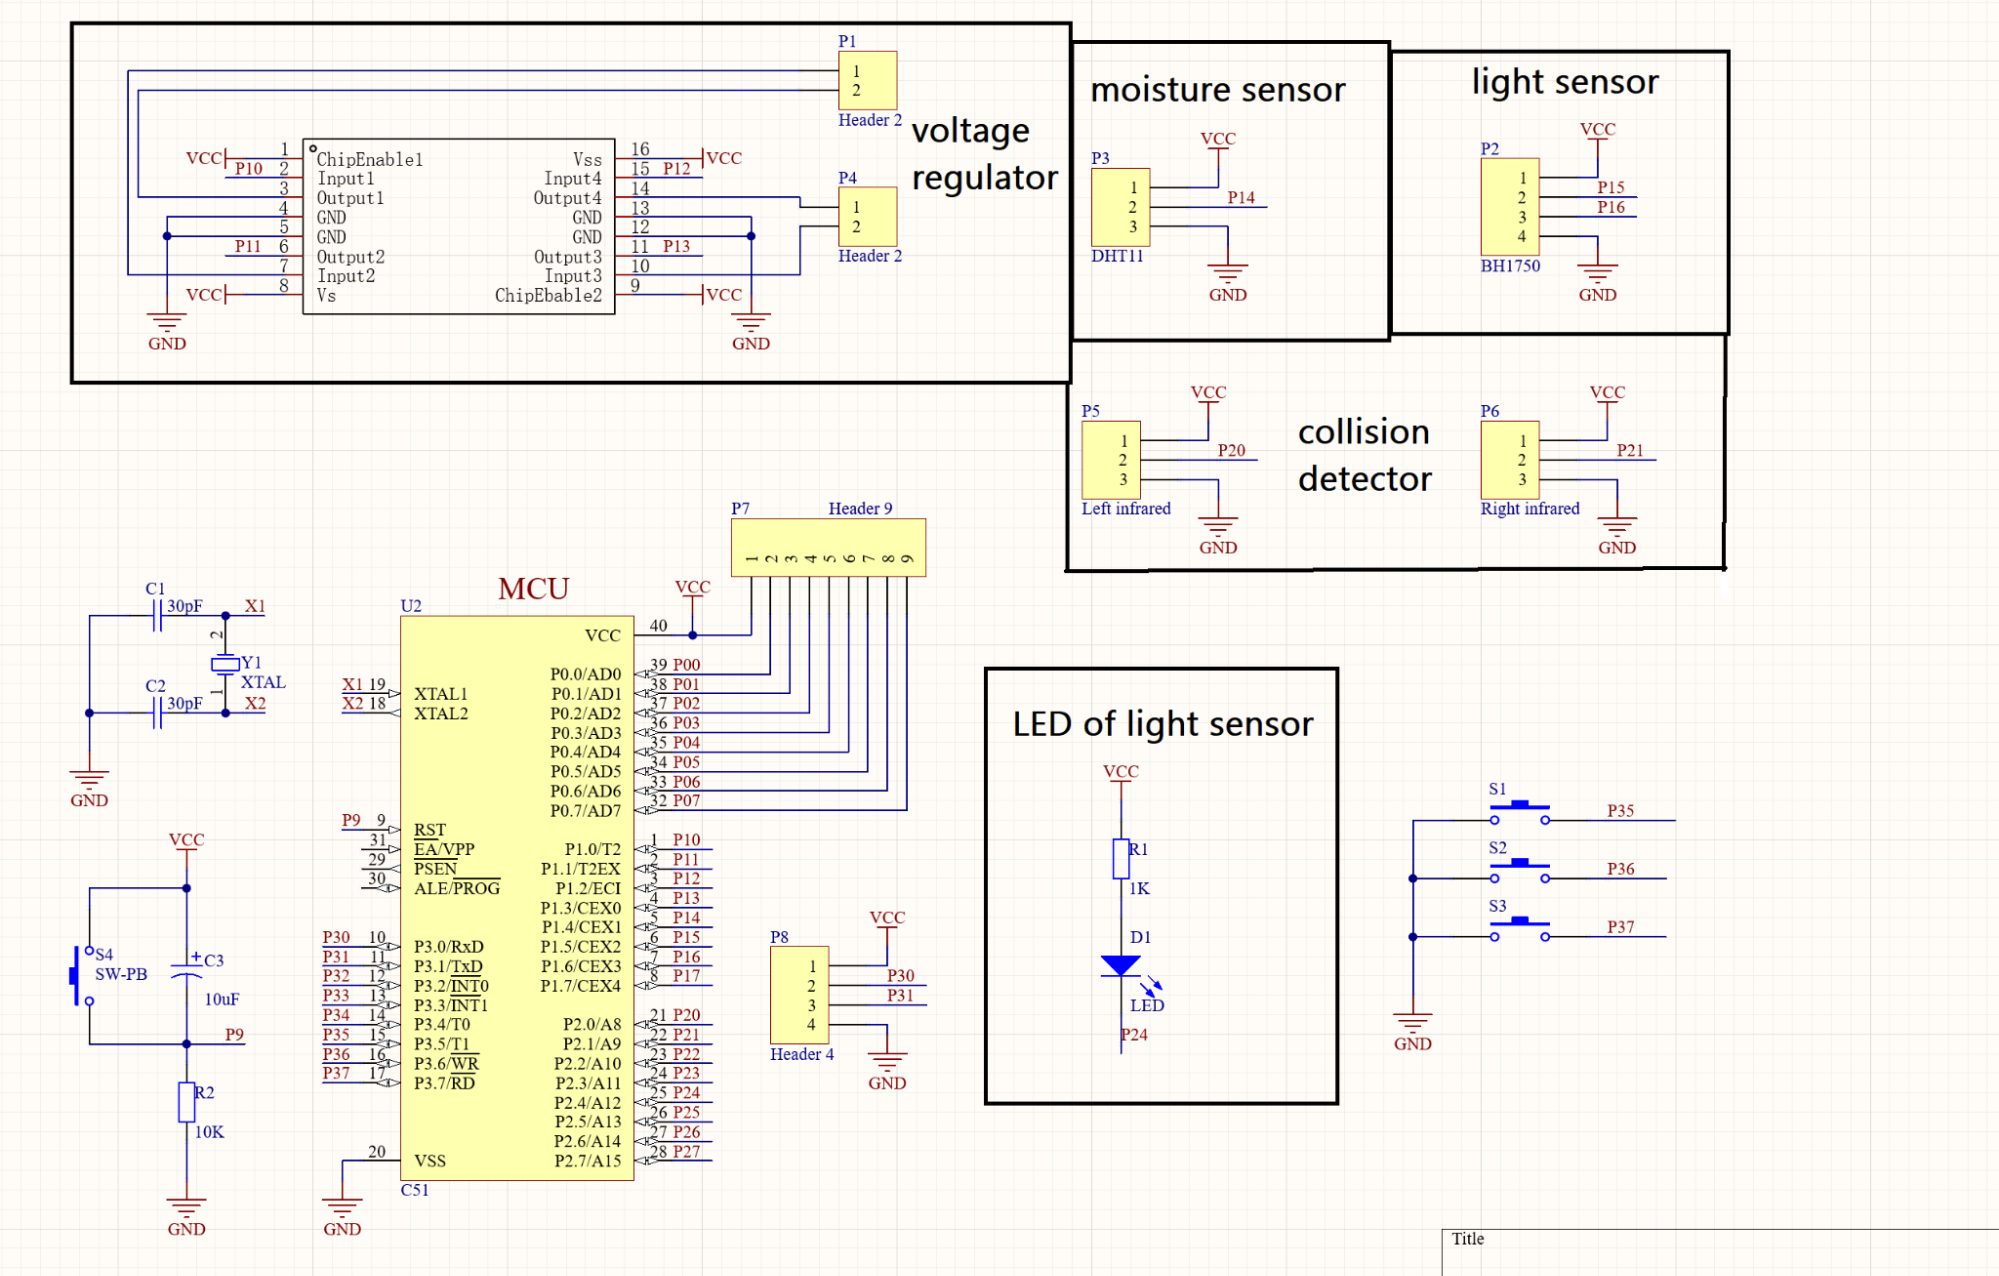 P1
1
2
Header 2
voltage
regulator
P4
1
2
Header 2
VCC 1 ChipEnable1
P10 2 Input1
3 Output1
4 GND
5 GND
P11 6 Output2
7 Input2
VCC 8 Vs
Vss 16 VCC
Input4 15 P12
Output4 14
GND 13
GND 12
Output3 11 P13
Input3 10
ChipEbable2 9 VCC
GND
GND
moisture sensor
VCC
P3
1
2 P14
3
DHT11
GND
light sensor
VCC
P2
1
2 P15
3 P16
4
BH1750
GND
VCC
P5
1
2 P20
3
Left infrared
GND
collision
detector
VCC
P6
1
2 P21
3
Right infrared
GND
P7 Header 9
1 2 3 4 5 6 7 8 9
C1
30pF X1
2
Y1
XTAL
1
C2
30pF X2
GND
MCU
VCC
U2
VCC 40
P0.0/AD0 39 P00
P0.1/AD1 38 P01
P0.2/AD2 37 P02
P0.3/AD3 36 P03
P0.4/AD4 35 P04
P0.5/AD5 34 P05
P0.6/AD6 33 P06
P0.7/AD7 32 P07
X1 19 XTAL1
X2 18 XTAL2
P9 9 RST
31 EA/VPP
29 PSEN
30 ALE/PROG
P1.0/T2 1 P10
P1.1/T2EX 2 P11
P1.2/ECI 3 P12
P1.3/CEX0 4 P13
P1.4/CEX1 5 P14
P1.5/CEX2 6 P15
P1.6/CEX3 7 P16
P1.7/CEX4 8 P17
P30 10 P3.0/RxD
P31 11 P3.1/TxD
P32 12 P3.2/INT0
P33 13 P3.3/INT1
P34 14 P3.4/T0
P35 15 P3.5/T1
P36 16 P3.6/WR
P37 17 P3.7/RD
P2.0/A8 21 P20
P2.1/A9 22 P21
P2.2/A10 23 P22
P2.3/A11 24 P23
P2.4/A12 25 P24
P2.5/A13 26 P25
P2.6/A14 27 P26
P2.7/A15 28 P27
20 VSS
C51
GND
VCC
S4
SW-PB
C3
+
10uF
P9
R2
10K
GND
VCC
P8
1
2 P30
3 P31
4
Header 4
GND
LED of light sensor
VCC
R1
1K
D1
LED
P24
S1
P35
S2
P36
S3
P37
GND
Title